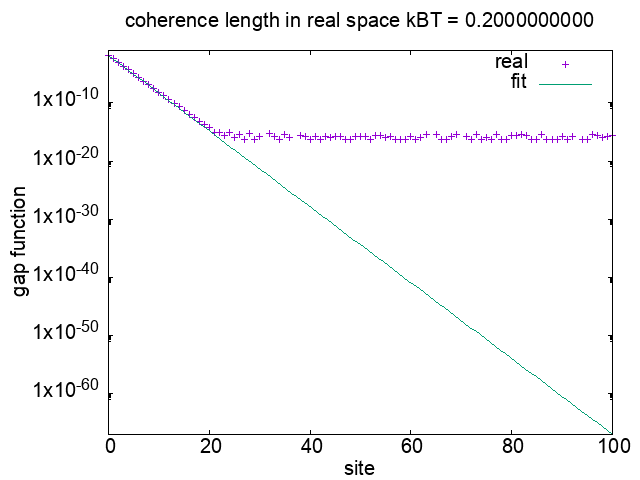 coherence length in real space kBT = 0.2000000000
real
fit
1x10^-10
1x10^-20
1x10^-30
1x10^-40
1x10^-50
1x10^-60
gap function
0 20 40 60 80 100
site